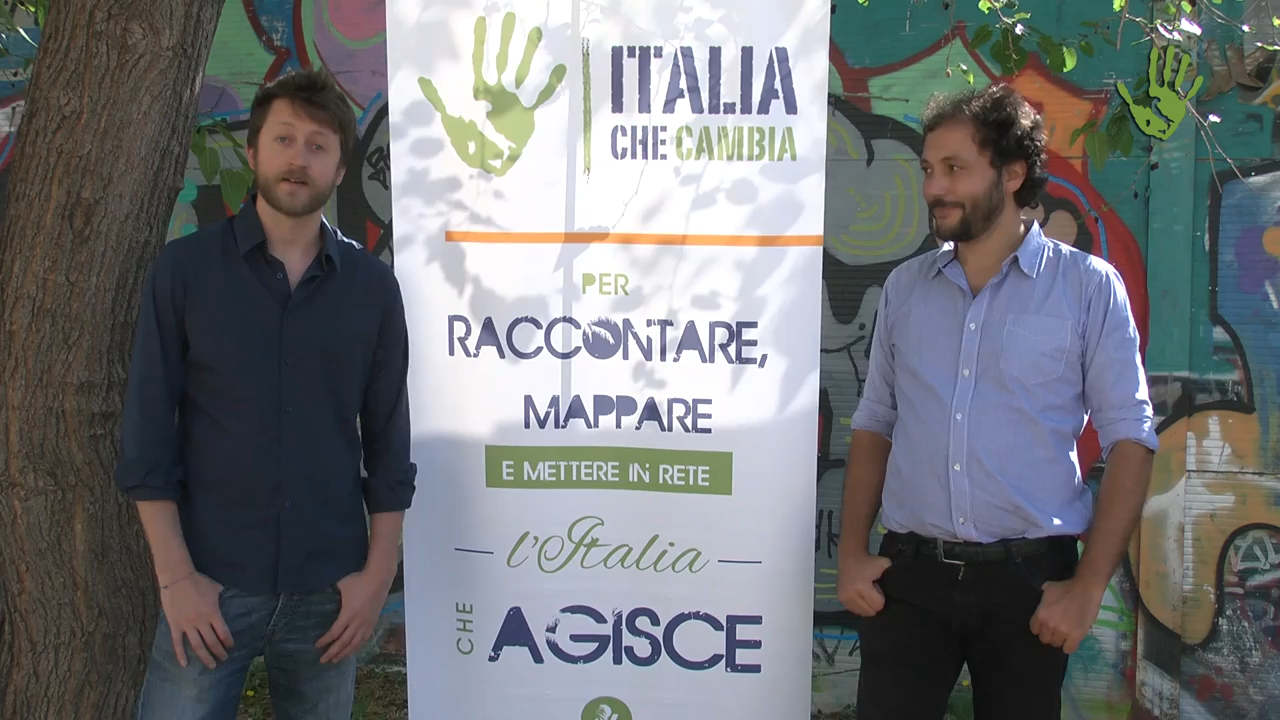 ITALIA
CHE CAMBIA
PER
RACCONTARE,
MAPPARE
E METTERE IN RETE
l'Italia
CHE AGISCE